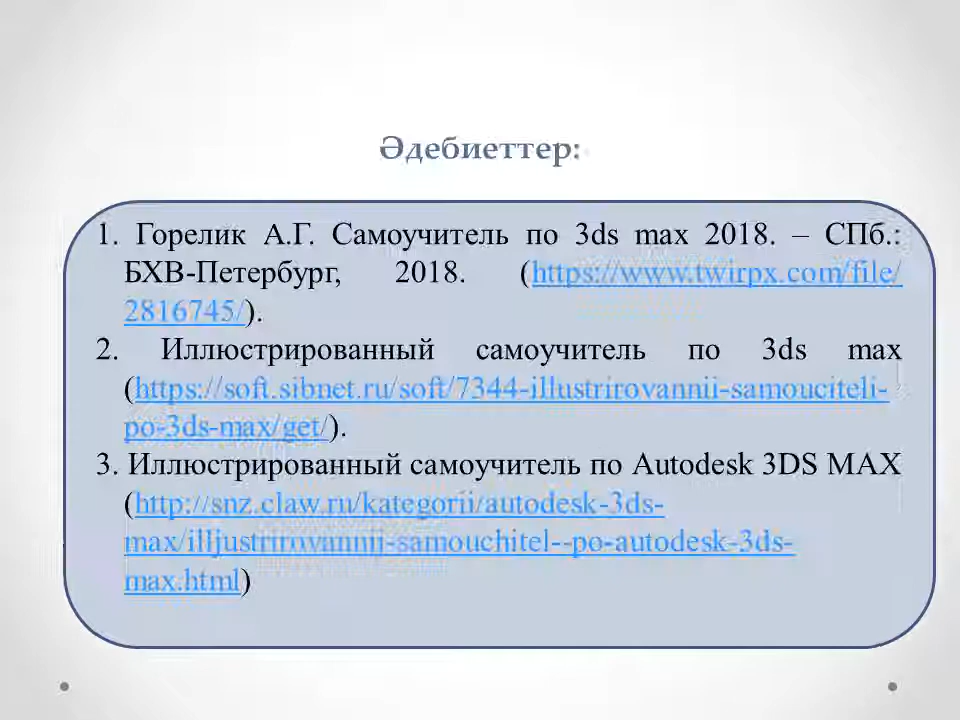 Әдебиеттер:
1. Горелик А.Г. Самоучитель по 3ds max 2018. – СПб.:
БХВ-Петербург, 2018. (https://www.twirpx.com/file/
2816745/).
2. Иллюстрированный самоучитель по 3ds max
(https://soft.sibnet.ru/soft/7344-illustrirovannii-samouciteli-
po-3ds-max/get/).
3. Иллюстрированный самоучитель по Autodesk 3DS MAX
(http://snz.claw.ru/kategorii/autodesk-3ds-
max/illjustrirovannii-samouchitel--po-autodesk-3ds-
max.html)